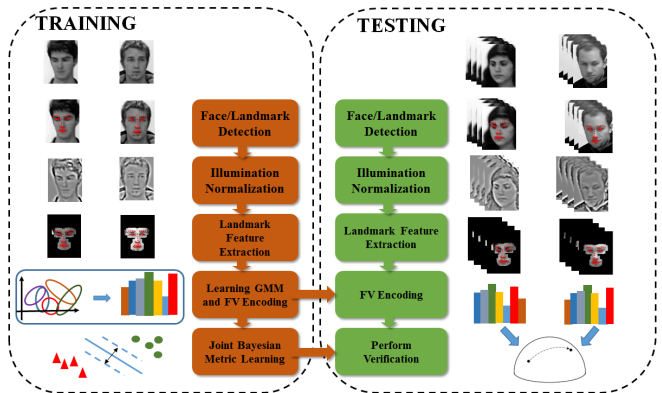 TRAINING
Face/Landmark
Detection
Illumination
Normalization
Landmark
Feature
Extraction
Learning GMM
and FV Encoding
Joint Bayesian
Metric Learning
TESTING
Face/Landmark
Detection
Illumination
Normalization
Landmark Feature
Extraction
FV Encoding
Perform
Verification